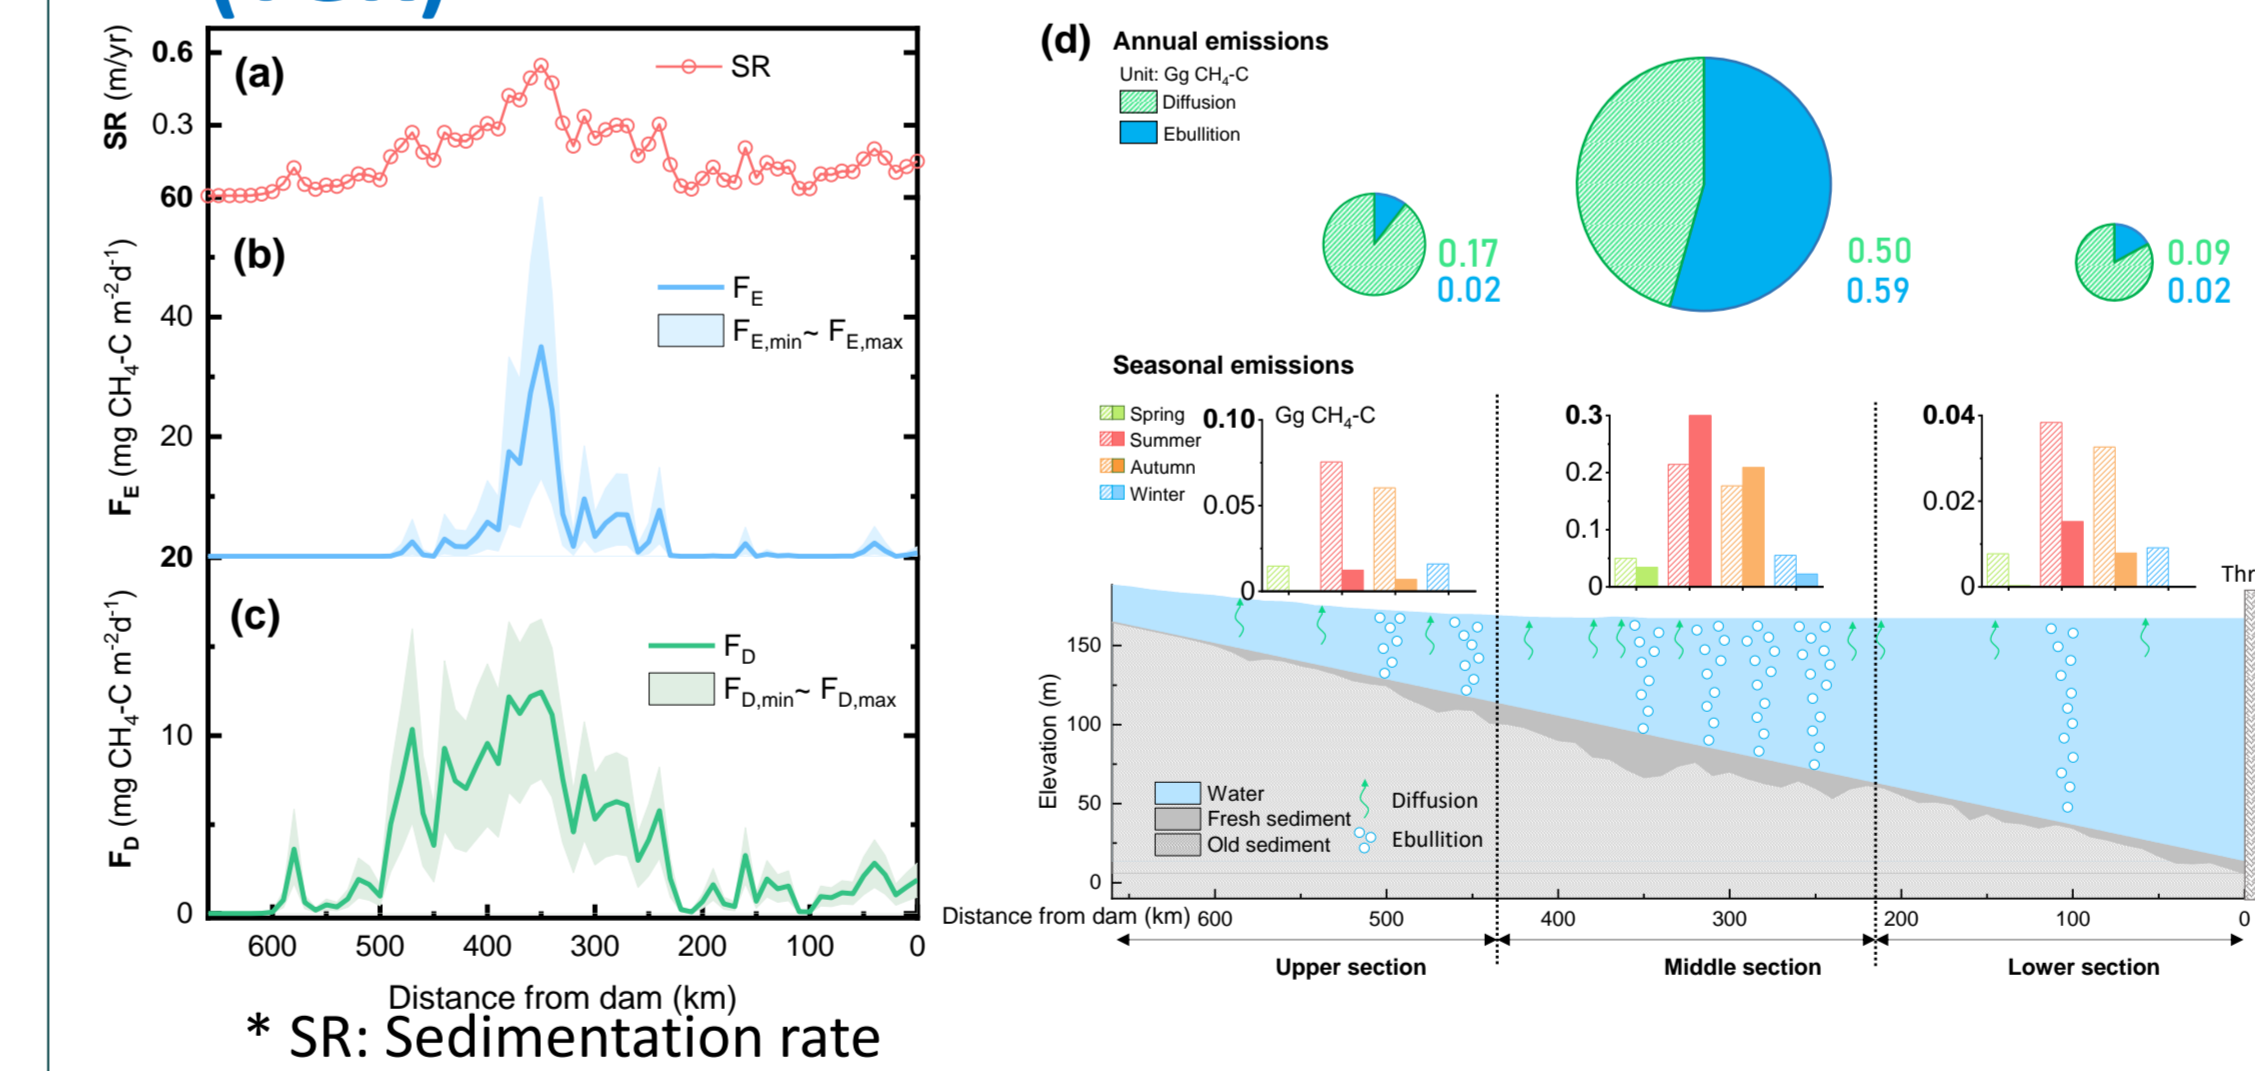 (a)
SR
SR (m/yr)
0.6
0.3
60
(b)
F_E
F_E,min~ F_E,max
F_E (mg CH4-C m-2d-1)
40
20
20
(c)
F_D
F_D,min~ F_D,max
F_D (mg CH4-C m-2d-1)
10
0
600 500 400 300 200 100 0
Distance from dam (km)
* SR: Sedimentation rate
(d) Annual emissions
Unit: Gg CH4-C
Diffusion
Ebullition
0.17
0.02
0.50
0.59
0.09
0.02
Seasonal emissions
Spring
Summer
Autumn
Winter
0.10 Gg CH4-C
0.05
0
0.3
0.2
0.1
0
0.04
0.02
0
Elevation (m)
150
100
50
0
Water
Fresh sediment
Old sediment
Diffusion
Ebullition
Distance from dam (km) 600 500 400 300 200 100 0
Upper section Middle section Lower section